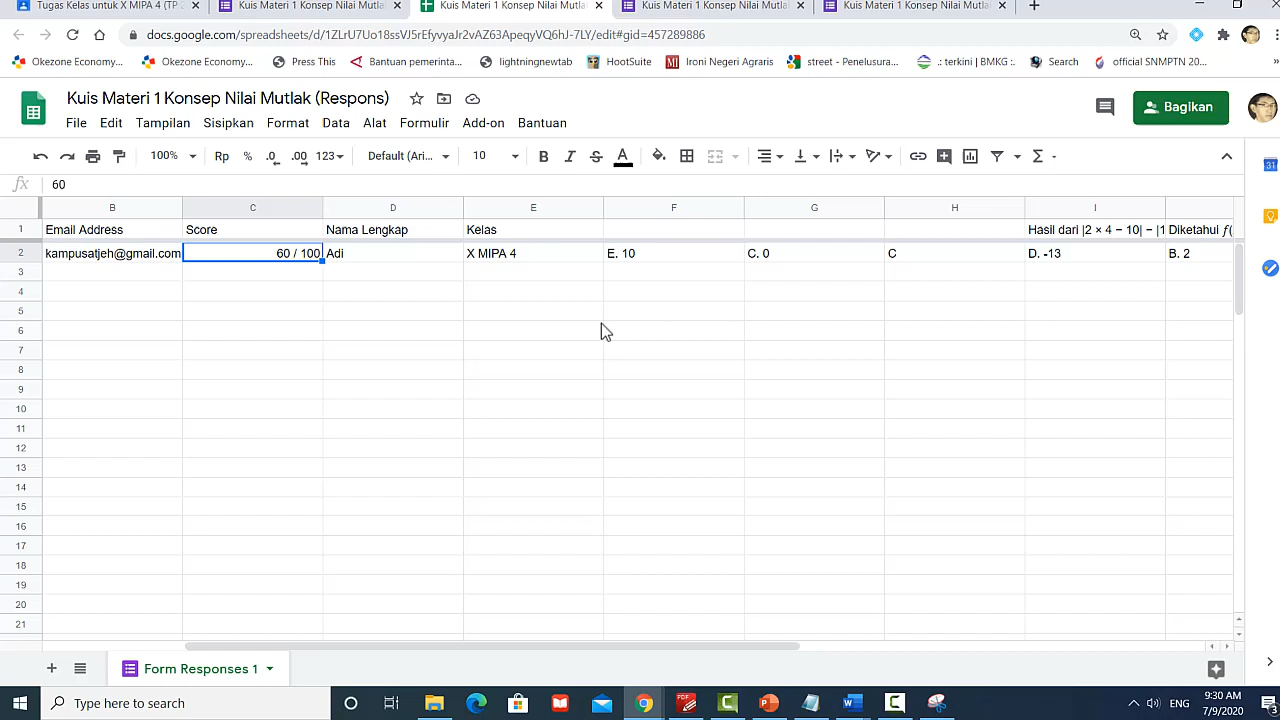 Tugas Kelas untuk X MIPA 4 (TP 2
Kuis Materi 1 Konsep Nilai Mutlak
Kuis Materi 1 Konsep Nilai Mutlak
Kuis Materi 1 Konsep Nilai Mutlak
Kuis Materi 1 Konsep Nilai Mutlak
docs.google.com/spreadsheets/d/1ZLrU7Uo18ssVJ5rEfyvyaJr2vAZ63ApeqyVQ6hJ-7LY/edit#gid=457289886
Okezone Economy...
Okezone Economy...
Press This
Bantuan pemerinta...
lightningnewtab
HootSuite
Ironi Negeri Agraris
street - Penelusura...
.: terkini | BMKG :.
Search
official SNMPTN 20...
»
Kuis Materi 1 Konsep Nilai Mutlak (Respons)
Bagikan
File Edit Tampilan Sisipkan Format Data Alat Formulir Add-on Bantuan
100% Rp % .0 .00 123 Default (Ari... 10 B I S A Σ
fx 60
31
B C D E F G H I
1 Email Address Score Nama Lengkap Kelas Hasil dari |2 × 4 − 10| − |1 Diketahui ƒ(
2 kampusatjeh@gmail.com 60 / 100 Adi X MIPA 4 E. 10 C. 0 C D. -13 B. 2
3
4
5
6
7
8
9
10
11
12
13
14
15
16
17
18
19
20
21
Form Responses 1
Type here to search
ENG
9:30 AM
7/9/2020
3